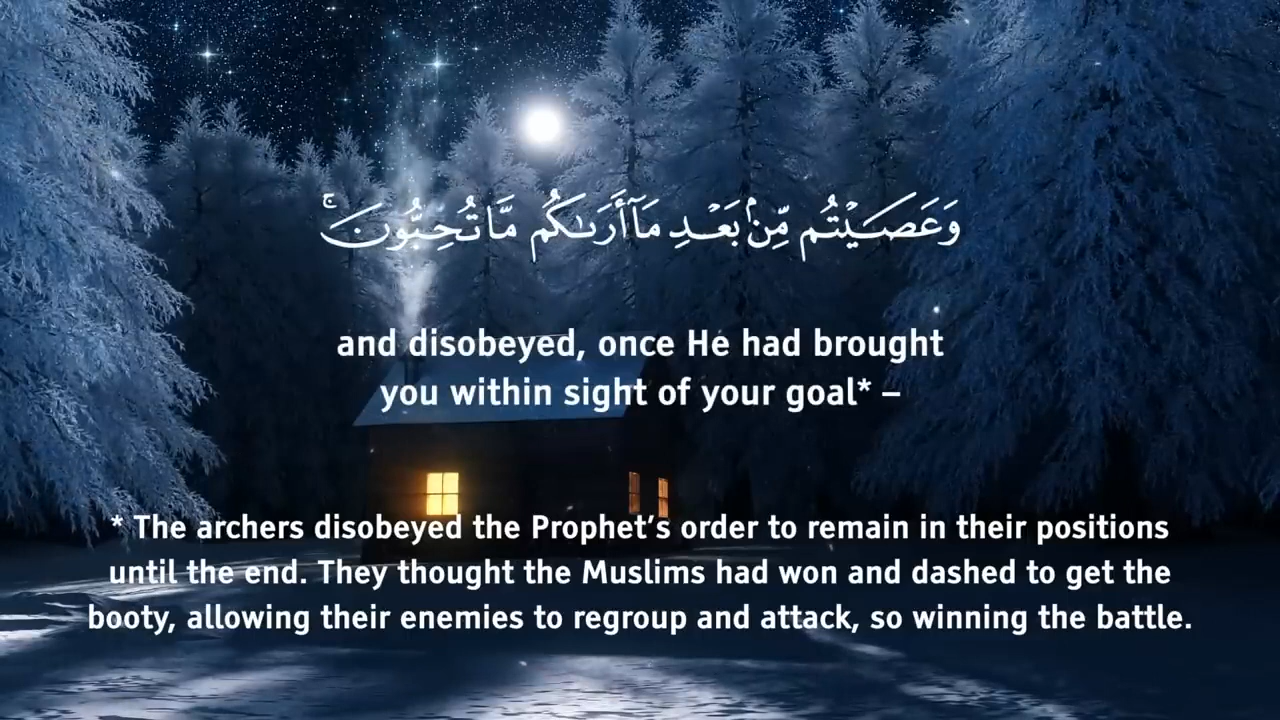 وَعَصَيْتُم مِّنۢ بَعْدِ مَآ أَرَىٰكُم مَّا تُحِبُّونَ ۚ
and disobeyed, once He had brought
you within sight of your goal* –
* The archers disobeyed the Prophet’s order to remain in their positions
until the end. They thought the Muslims had won and dashed to get the
booty, allowing their enemies to regroup and attack, so winning the battle.